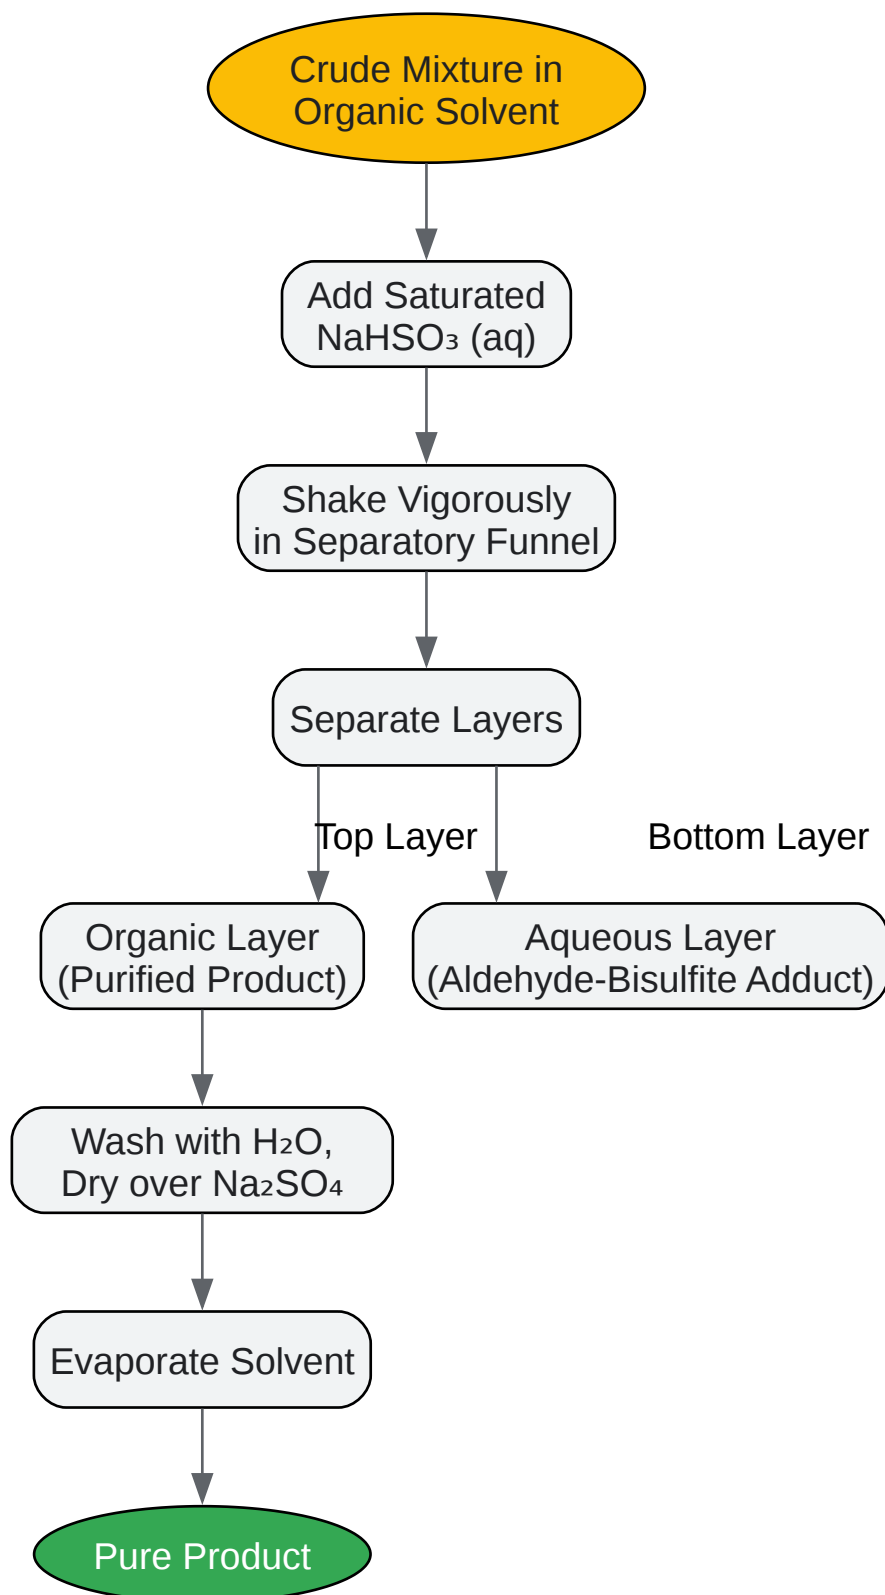 Crude Mixture in
Organic Solvent
Add Saturated
NaHSO₃ (aq)
Shake Vigorously
in Separatory Funnel
Separate Layers
Top Layer
Bottom Layer
Organic Layer
(Purified Product)
Aqueous Layer
(Aldehyde-Bisulfite Adduct)
Wash with H₂O,
Dry over Na₂SO₄
Evaporate Solvent
Pure Product